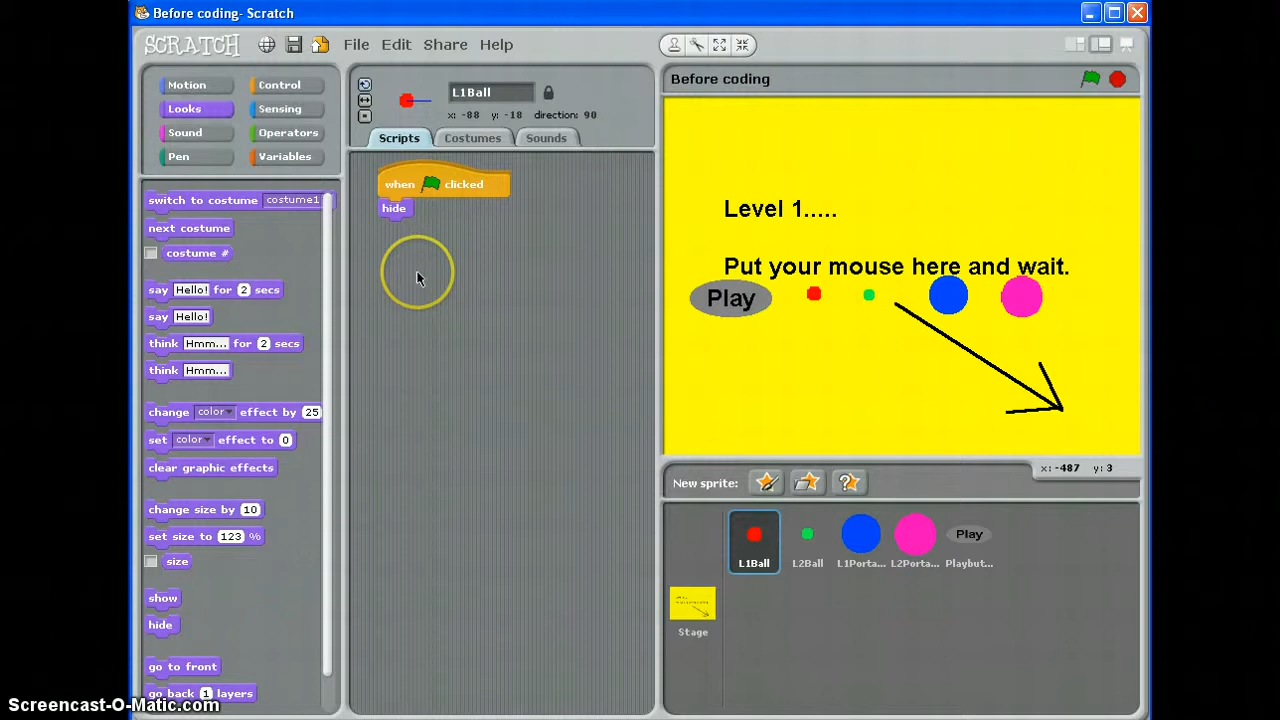 Before coding- Scratch
SCRATCH
File Edit Share Help
Motion Control
Looks Sensing
Sound Operators
Pen Variables
L1Ball
x: -88 y: -18 direction: 90
Scripts Costumes Sounds
when clicked
hide
switch to costume costume1
next costume
costume #
say Hello! for 2 secs
say Hello!
think Hmm... for 2 secs
think Hmm...
change color effect by 25
set color effect to 0
clear graphic effects
change size by 10
set size to 123 %
size
show
hide
go to front
go back 1 layers
Before coding
Level 1.....
Put your mouse here and wait.
Play
x: -487 y: 3
New sprite:
Play
L1Ball L2Ball L1Porta... L2Porta... Playbut...
Stage
Screencast-O-Matic.com